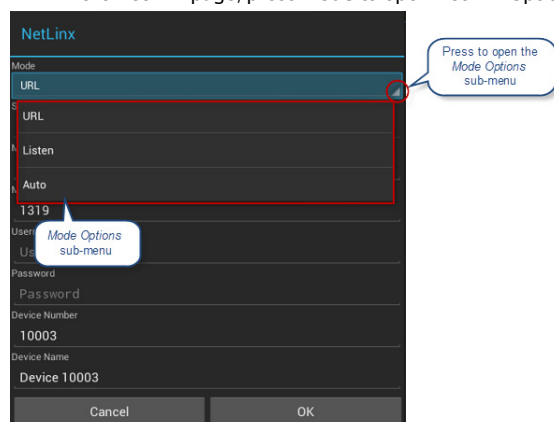 NetLinx
Mode
URL
URL
Listen
Auto
1319
Password
Password
Device Number
10003
Device Name
Device 10003
Cancel
OK
Press to open the
Mode Options
sub-menu
Mode Options
sub-menu